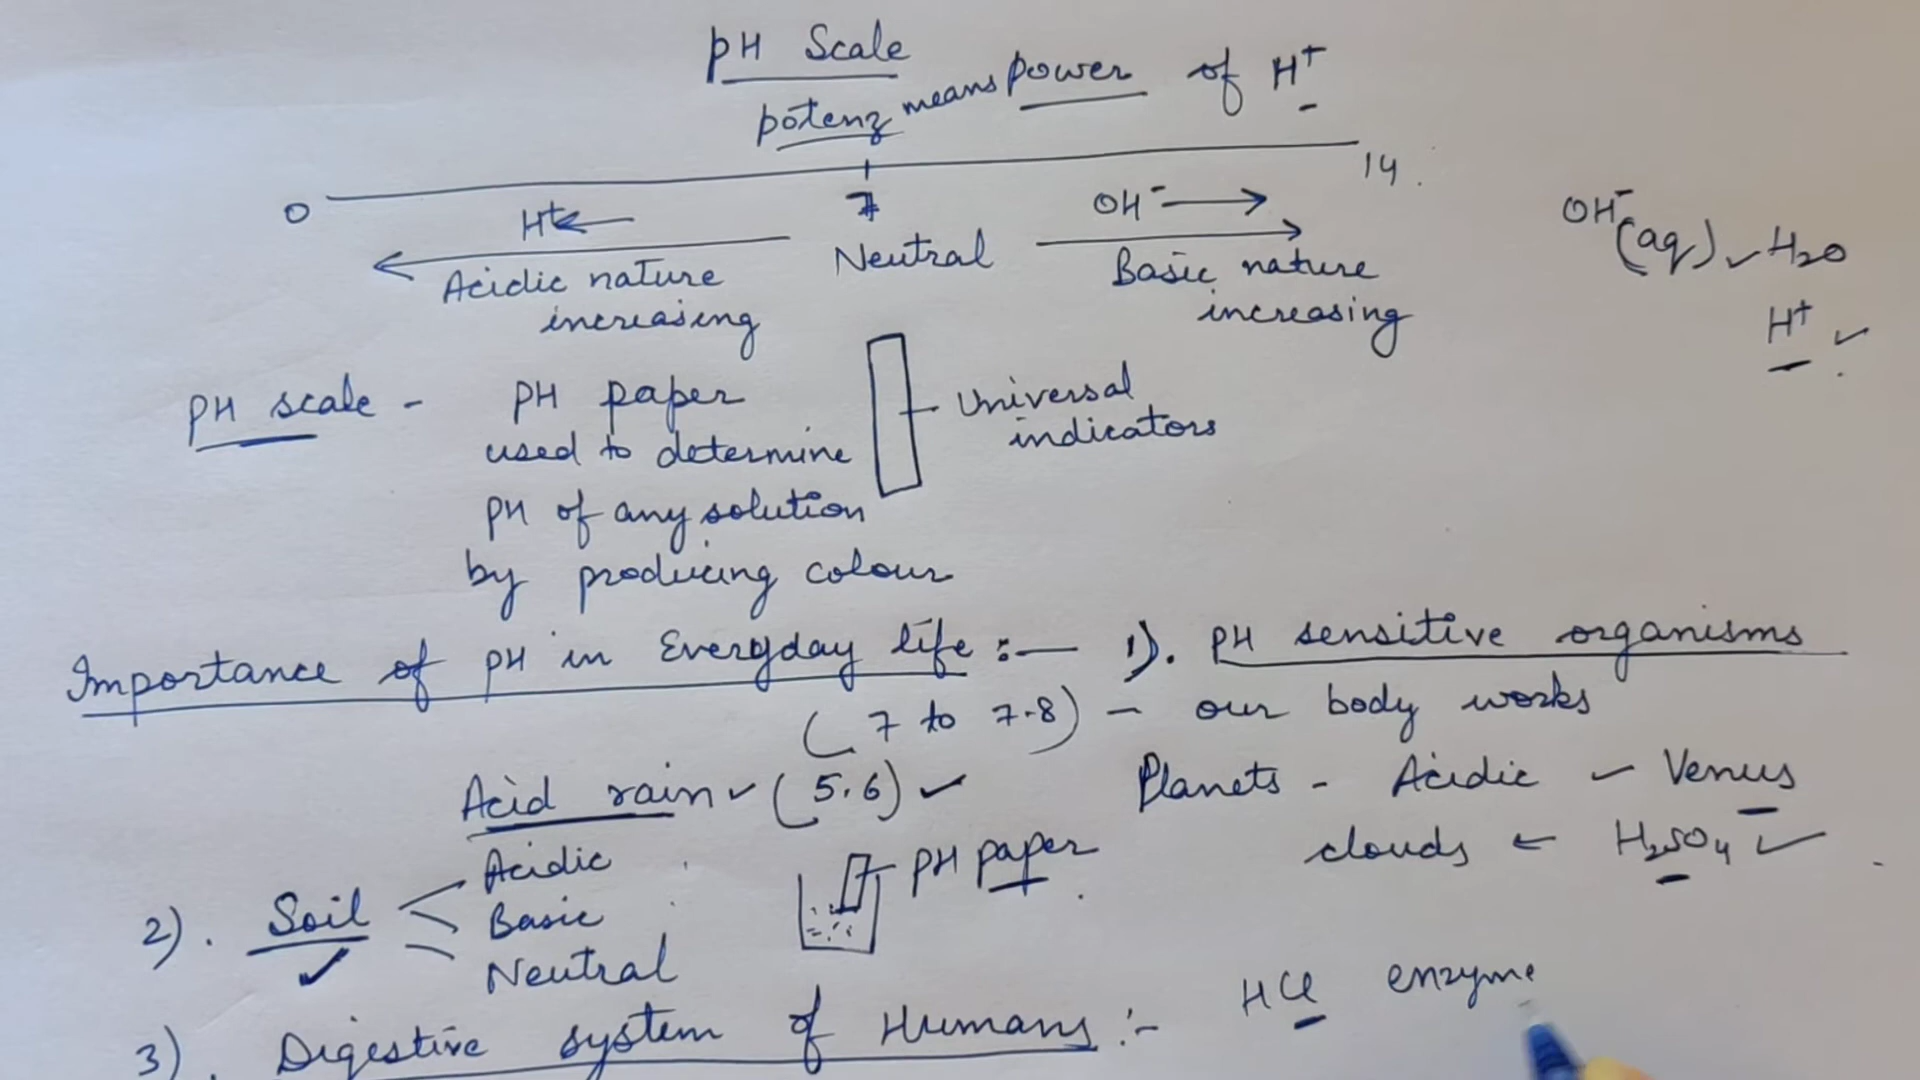 pH Scale
potenz means power of H⁺
0 7 14
H⁺ ← OH⁻ →
Acidic nature increasing
Neutral
Basic nature increasing
OH⁻(aq) ✓ H₂O
H⁺ ✓
pH scale - pH paper
used to determine
pH of any solution
by producing colour
Universal
indicators
Importance of pH in Everyday life :— 1). pH sensitive organisms
(7 to 7.8) - our body works
Acid rain ✓ (5.6) ✓
Planets - Acidic ✓ Venus
clouds ← H₂SO₄ ✓
2). Soil ✓
Acidic
Basic
Neutral
pH paper
3). Digestive system of Humans :- HCl enzyme